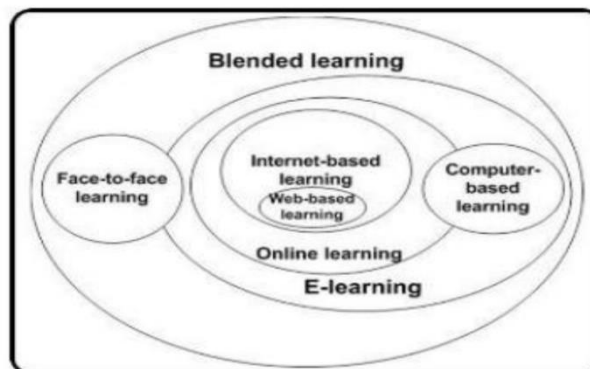 Blended learning
Face-to-face
learning
Internet-based
learning
Web-based
learning
Computer-
based
learning
Online learning
E-learning